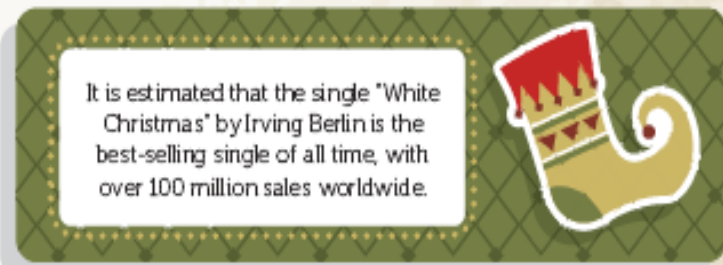 It is estimated that the single "White
Christmas" by Irving Berlin is the
best-selling single of all time, with
over 100 million sales worldwide.